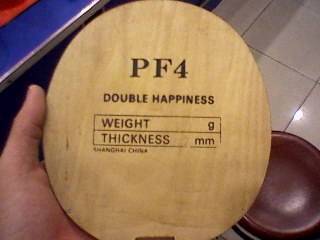 PF4
DOUBLE HAPPINESS
WEIGHT g
THICKNESS mm
SHANGHAI CHINA